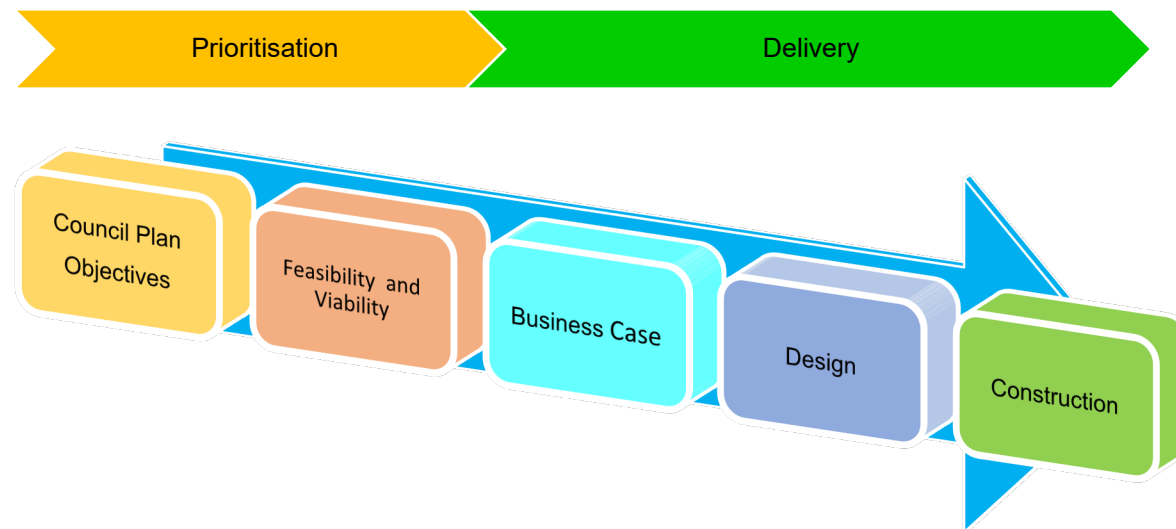 Prioritisation
Delivery
Council Plan
Objectives
Feasibility and
Viability
Business Case
Design
Construction